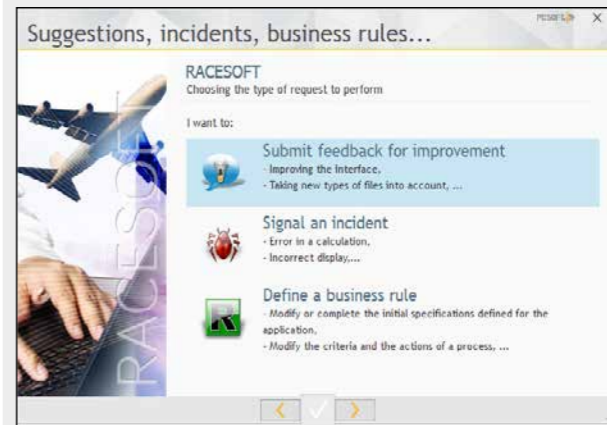 Suggestions, incidents, business rules...
X
RACESOFT
RACESOFT
Choosing the type of request to perform
I want to:
Submit feedback for improvement
- Improving the Interface,
- Taking new types of files into account, ...
Signal an incident
- Error in a calculation,
- Incorrect display,...
R
Define a business rule
- Modify or complete the initial specifications defined for the
application,
- Modify the criteria and the actions of a process, ...